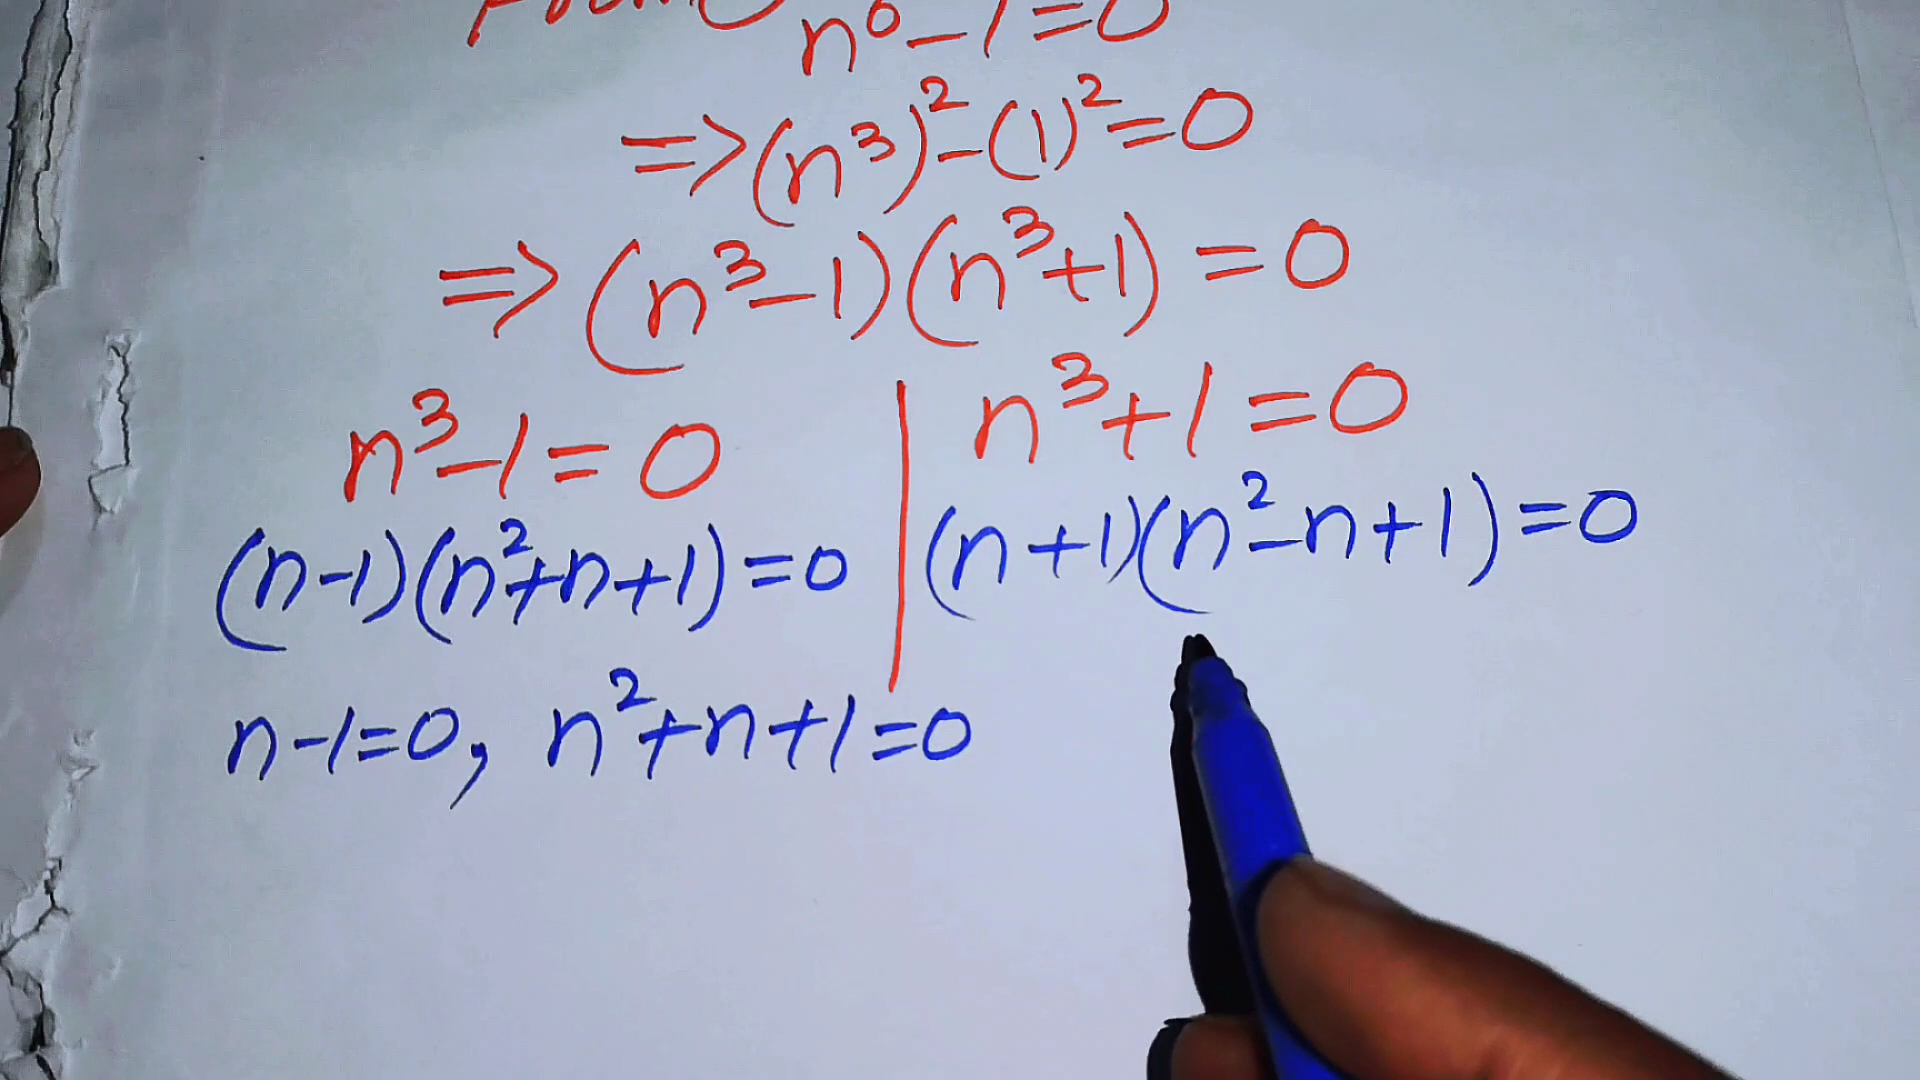 n⁶-1=0
=>(n³)²-(1)²=0
=>(n³-1)(n³+1)=0
n³-1=0 | n³+1=0
(n-1)(n²+n+1)=0 | (n+1)(n²-n+1)=0
n-1=0, n²+n+1=0